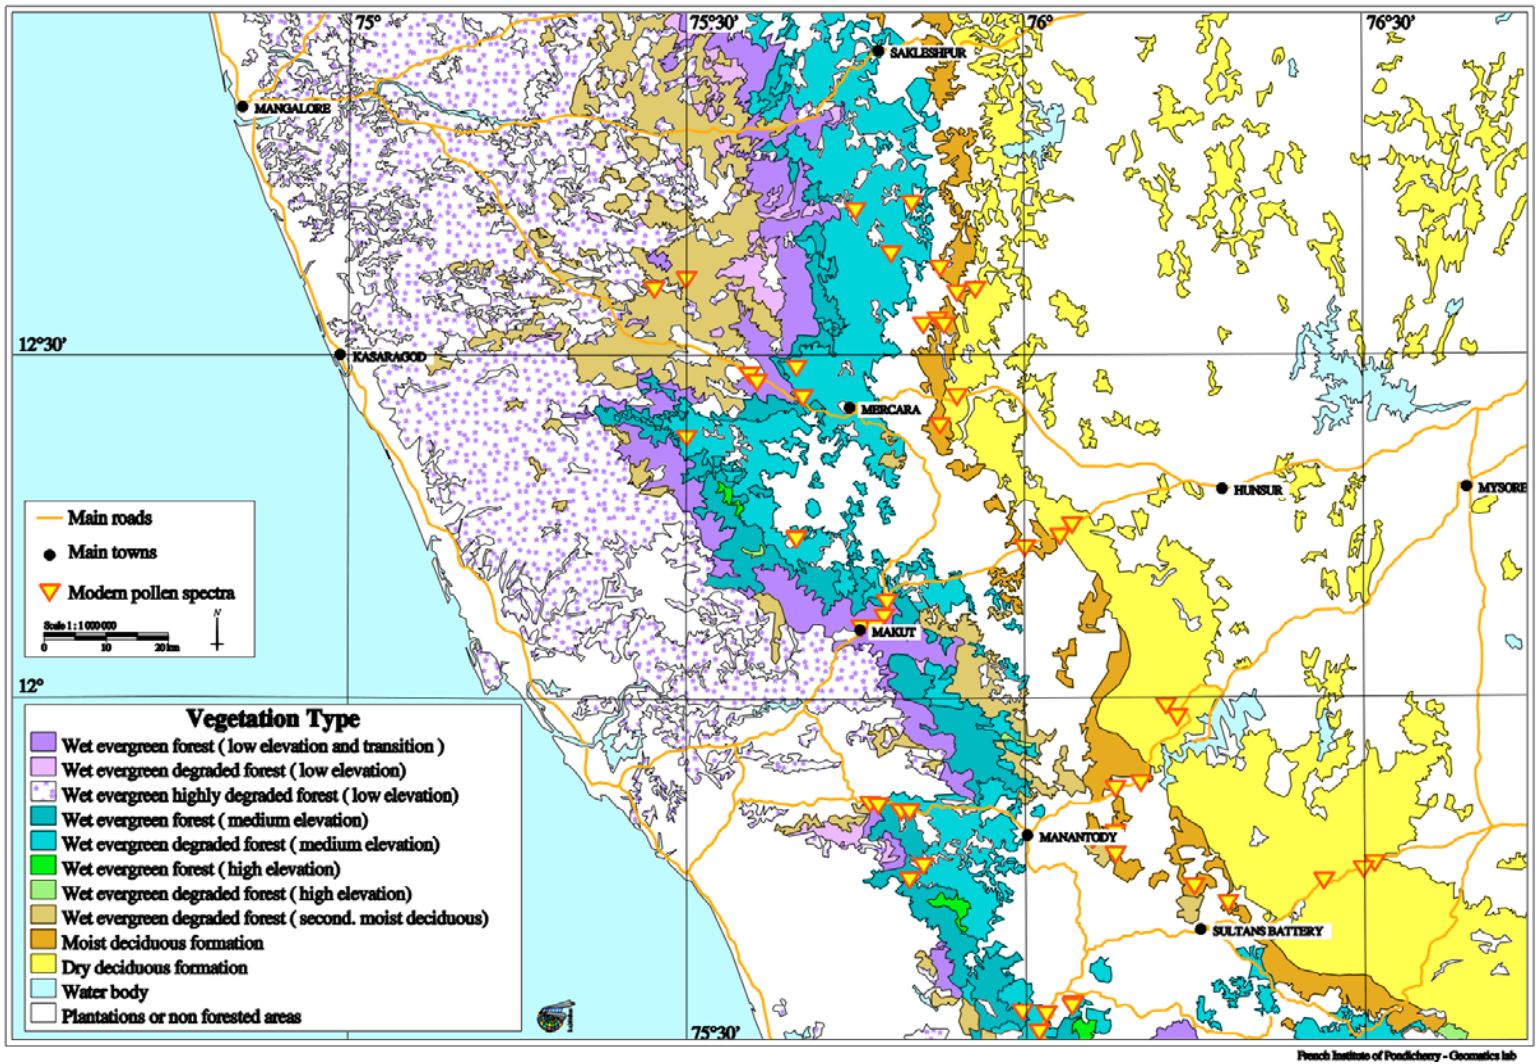 75°
75°30'
76°
76°30'
SAKLESHPUR
MANGALORE
12°30'
KASARAGOD
MERCARA
HUNSUR
MYSORE
Main roads
Main towns
Modern pollen spectra
N
Scale 1 : 1 000 000
0 10 20 km
MAKUT
12°
Vegetation Type
Wet evergreen forest ( low elevation and transition )
Wet evergreen degraded forest ( low elevation)
Wet evergreen highly degraded forest ( low elevation)
Wet evergreen forest ( medium elevation)
Wet evergreen degraded forest ( medium elevation)
Wet evergreen forest ( high elevation)
Wet evergreen degraded forest ( high elevation)
Wet evergreen degraded forest ( second. moist deciduous)
Moist deciduous formation
Dry deciduous formation
Water body
Plantations or non forested areas
MANANTODY
SULTANS BATTERY
75°30'
French Institute of Pondicherry - Geomatics lab